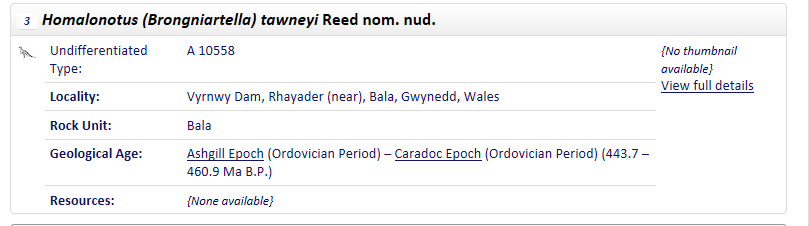 3 Homalonotus (Brongniartella) tawneyi Reed nom. nud.
Undifferentiated Type: A 10558
{No thumbnail available}
View full details
Locality: Vyrnwy Dam, Rhayader (near), Bala, Gwynedd, Wales
Rock Unit: Bala
Geological Age: Ashgill Epoch (Ordovician Period) – Caradoc Epoch (Ordovician Period) (443.7 –
460.9 Ma B.P.)
Resources: {None available}